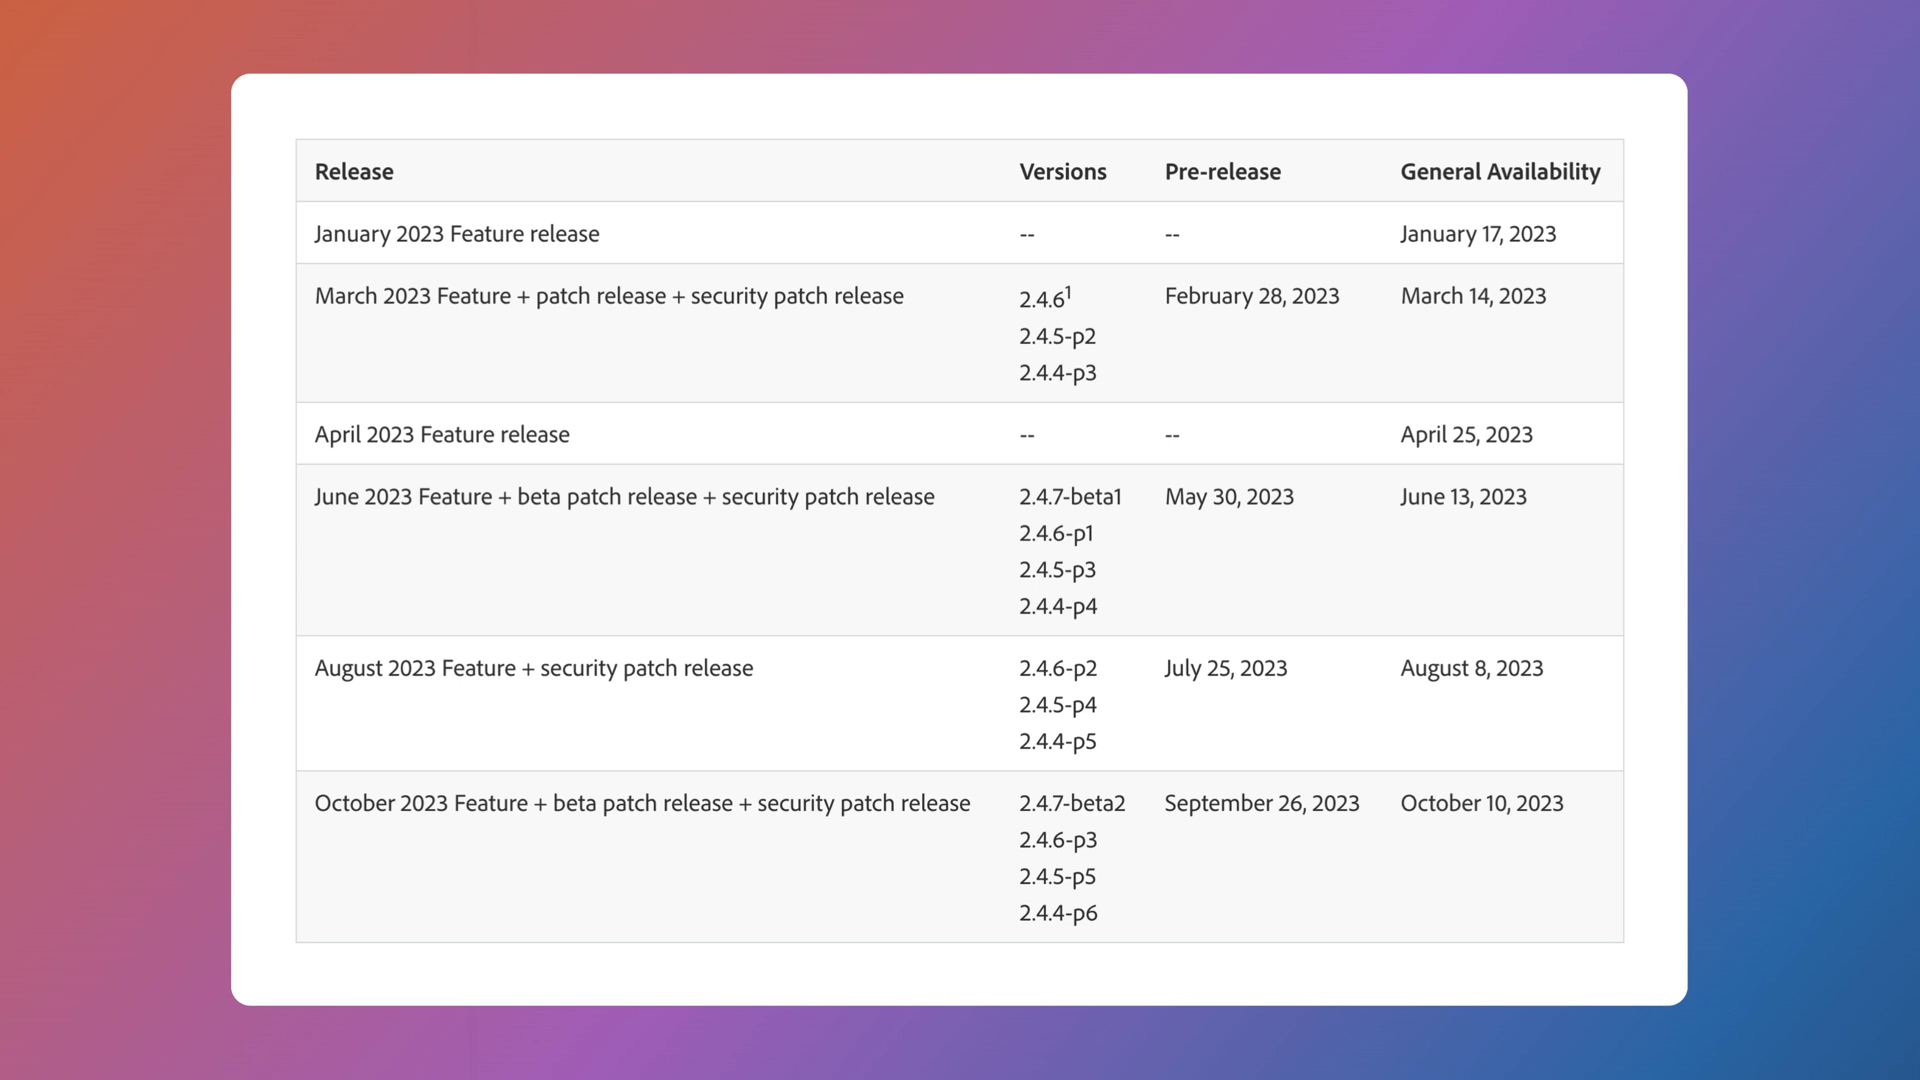 Release Versions Pre-release General Availability
January 2023 Feature release -- -- January 17, 2023
March 2023 Feature + patch release + security patch release 2.4.6¹ February 28, 2023 March 14, 2023
2.4.5-p2
2.4.4-p3
April 2023 Feature release -- -- April 25, 2023
June 2023 Feature + beta patch release + security patch release 2.4.7-beta1 May 30, 2023 June 13, 2023
2.4.6-p1
2.4.5-p3
2.4.4-p4
August 2023 Feature + security patch release 2.4.6-p2 July 25, 2023 August 8, 2023
2.4.5-p4
2.4.4-p5
October 2023 Feature + beta patch release + security patch release 2.4.7-beta2 September 26, 2023 October 10, 2023
2.4.6-p3
2.4.5-p5
2.4.4-p6